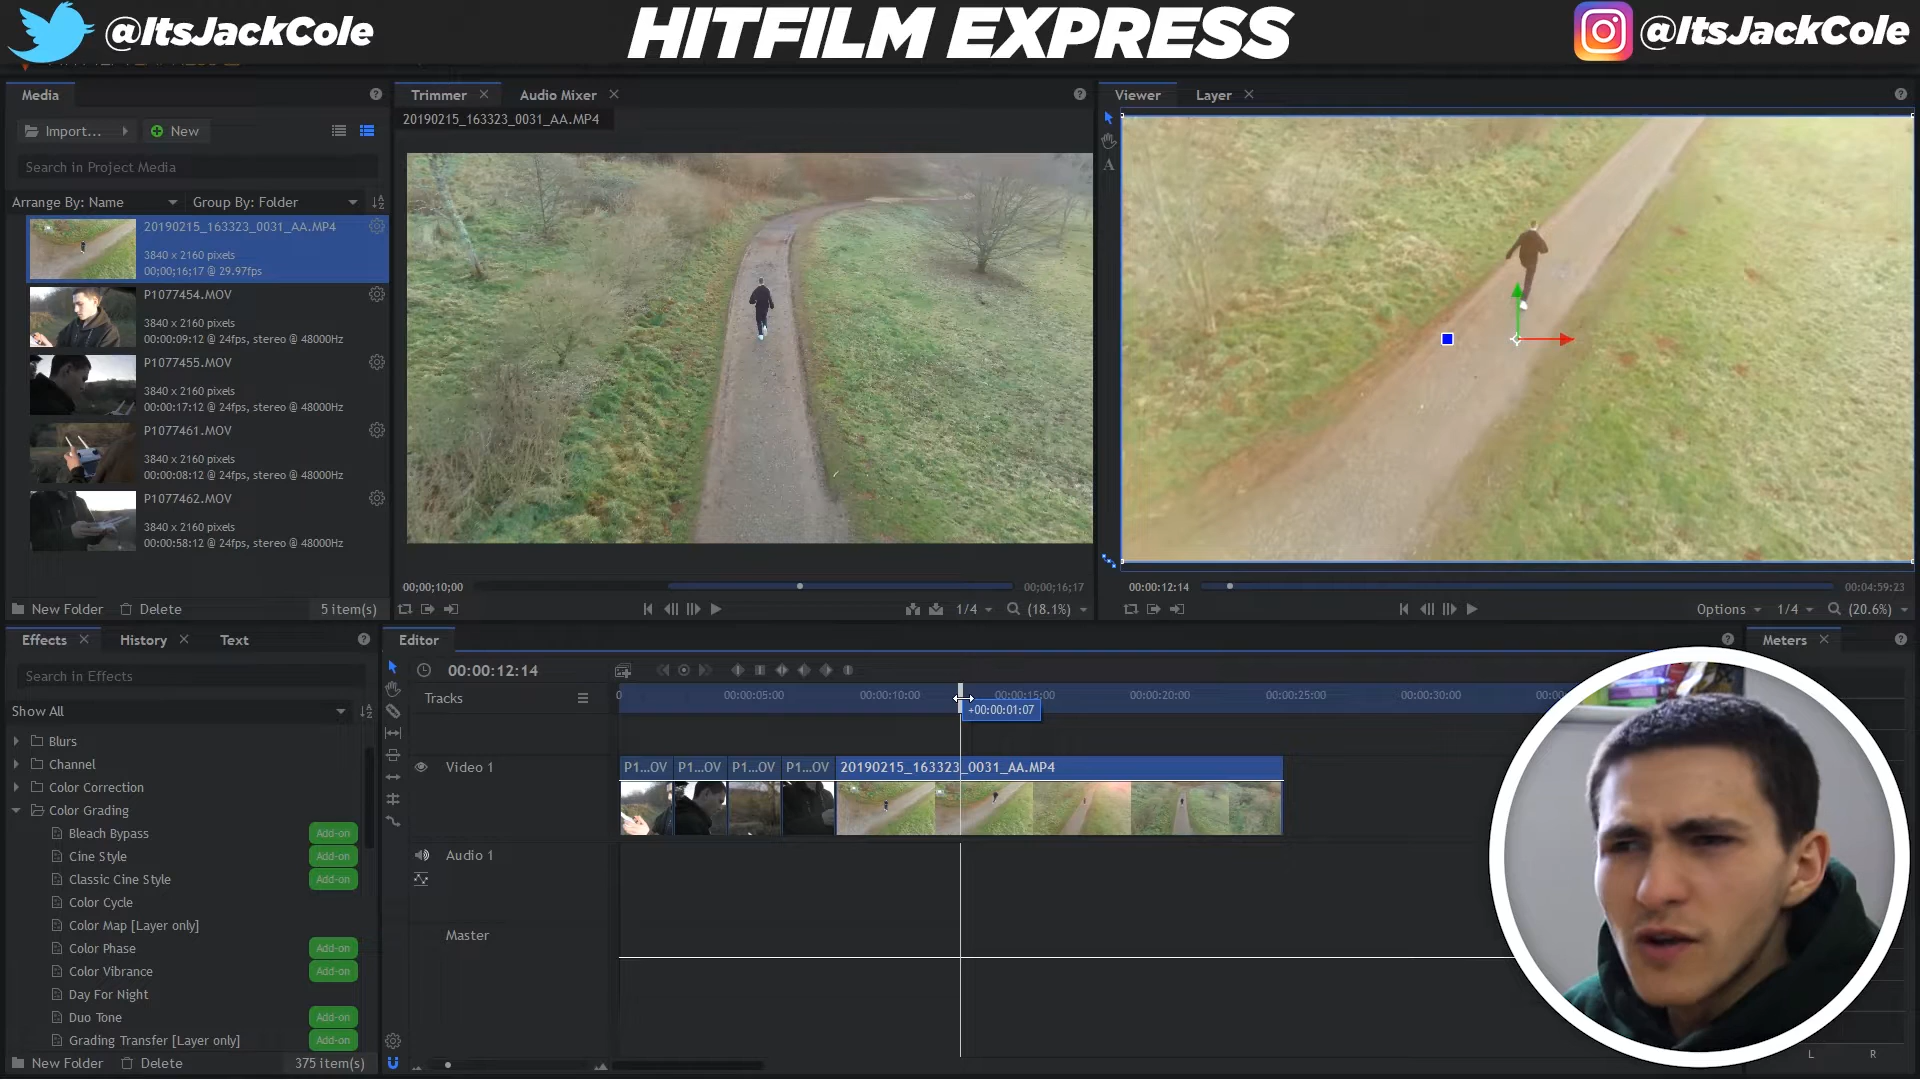 @ItsJackCole
HITFILM EXPRESS
@ItsJackCole
Media
Import...
New
Search in Project Media
Arrange By: Name
Group By: Folder
20190215_163323_0031_AA.MP4
3840 x 2160 pixels
00;00;16;17 @ 29.97fps
P1077454.MOV
3840 x 2160 pixels
00:00:09:12 @ 24fps, stereo @ 48000Hz
P1077455.MOV
3840 x 2160 pixels
00:00:17:12 @ 24fps, stereo @ 48000Hz
P1077461.MOV
3840 x 2160 pixels
00:00:08:12 @ 24fps, stereo @ 48000Hz
P1077462.MOV
3840 x 2160 pixels
00:00:58:12 @ 24fps, stereo @ 48000Hz
New Folder
Delete
5 item(s)
Trimmer
Audio Mixer
20190215_163323_0031_AA.MP4
00;00;10;00
00;00;16;17
1/4
(18.1%)
Viewer
Layer
A
00:00:12:14
00:04:59:23
Options
1/4
(20.6%)
Effects
History
Text
Search in Effects
Show All
Blurs
Channel
Color Correction
Color Grading
Bleach Bypass
Add-on
Cine Style
Add-on
Classic Cine Style
Add-on
Color Cycle
Color Map [Layer only]
Color Phase
Add-on
Color Vibrance
Add-on
Day For Night
Duo Tone
Add-on
Grading Transfer [Layer only]
Add-on
New Folder
Delete
375 item(s)
Editor
00:00:12:14
Tracks
0
00:00:05:00
00:00:10:00
00:00:15:00
00:00:20:00
00:00:25:00
00:00:30:00
+00:00:01:07
Video 1
P1...OV
P1...OV
P1...OV
P1...OV
20190215_163323_0031_AA.MP4
Audio 1
Master
Meters
L
R